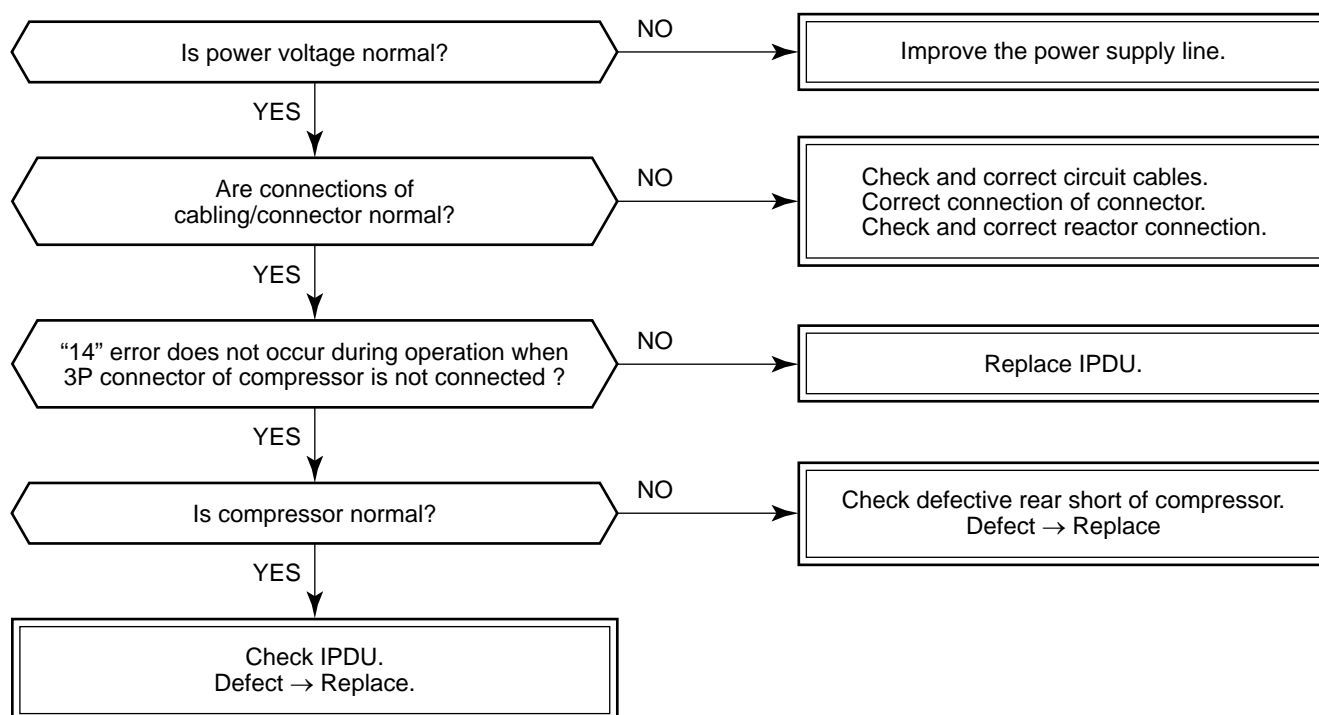 Is power voltage normal?
NO
Improve the power supply line.
YES
Are connections of
cabling/connector normal?
NO
Check and correct circuit cables.
Correct connection of connector.
Check and correct reactor connection.
YES
“14” error does not occur during operation when
3P connector of compressor is not connected ?
NO
Replace IPDU.
YES
Is compressor normal?
NO
Check defective rear short of compressor.
Defect → Replace
YES
Check IPDU.
Defect → Replace.